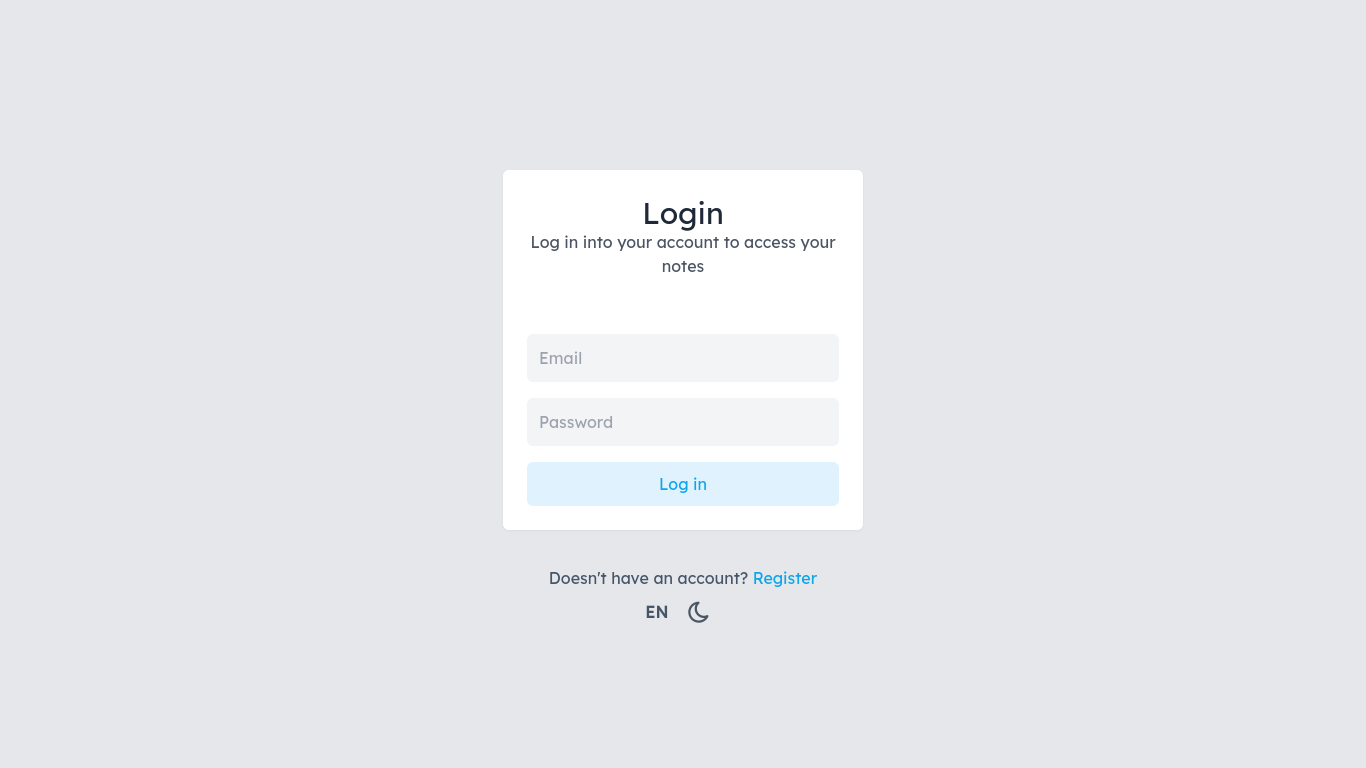 Login
Log in into your account to access your
notes
Email
Password
Log in
Doesn't have an account? Register
EN